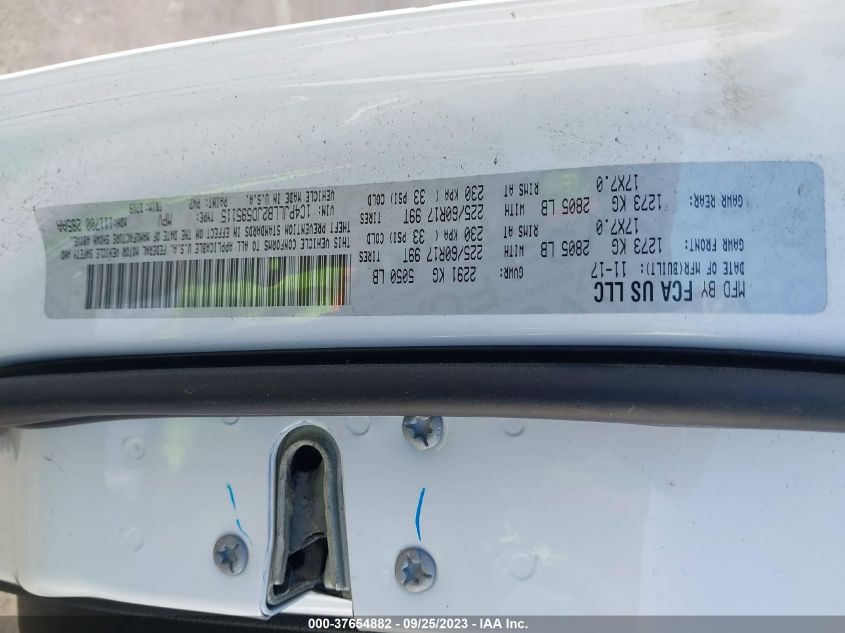 MFD BY FCA US LLC
DATE OF MFR(BUILT): 11-17
GVWR: 2291 KG 5050 LB
GAWR FRONT: 1273 KG 2805 LB WITH 225/60R17 99T TIRES
17X7.0 RIMS AT 230 KPA ( 33 PSI) COLD
GAWR REAR: 1273 KG 2805 LB WITH 225/60R17 99T TIRES
17X7.0 RIMS AT 230 KPA ( 33 PSI) COLD
THIS VEHICLE CONFORMS TO ALL APPLICABLE U.S.A. FEDERAL MOTOR VEHICLE SAFETY AND
THEFT PREVENTION STANDARDS IN EFFECT ON THE DATE OF MANUFACTURE SHOWN ABOVE
VIN: 1C4PJLLB2JD595115 TYPE: MPV MDH:
VEHICLE MADE IN U.S.A. PAINT: PW7 TRIM:
000-37654882 - 09/25/2023 - IAA Inc.